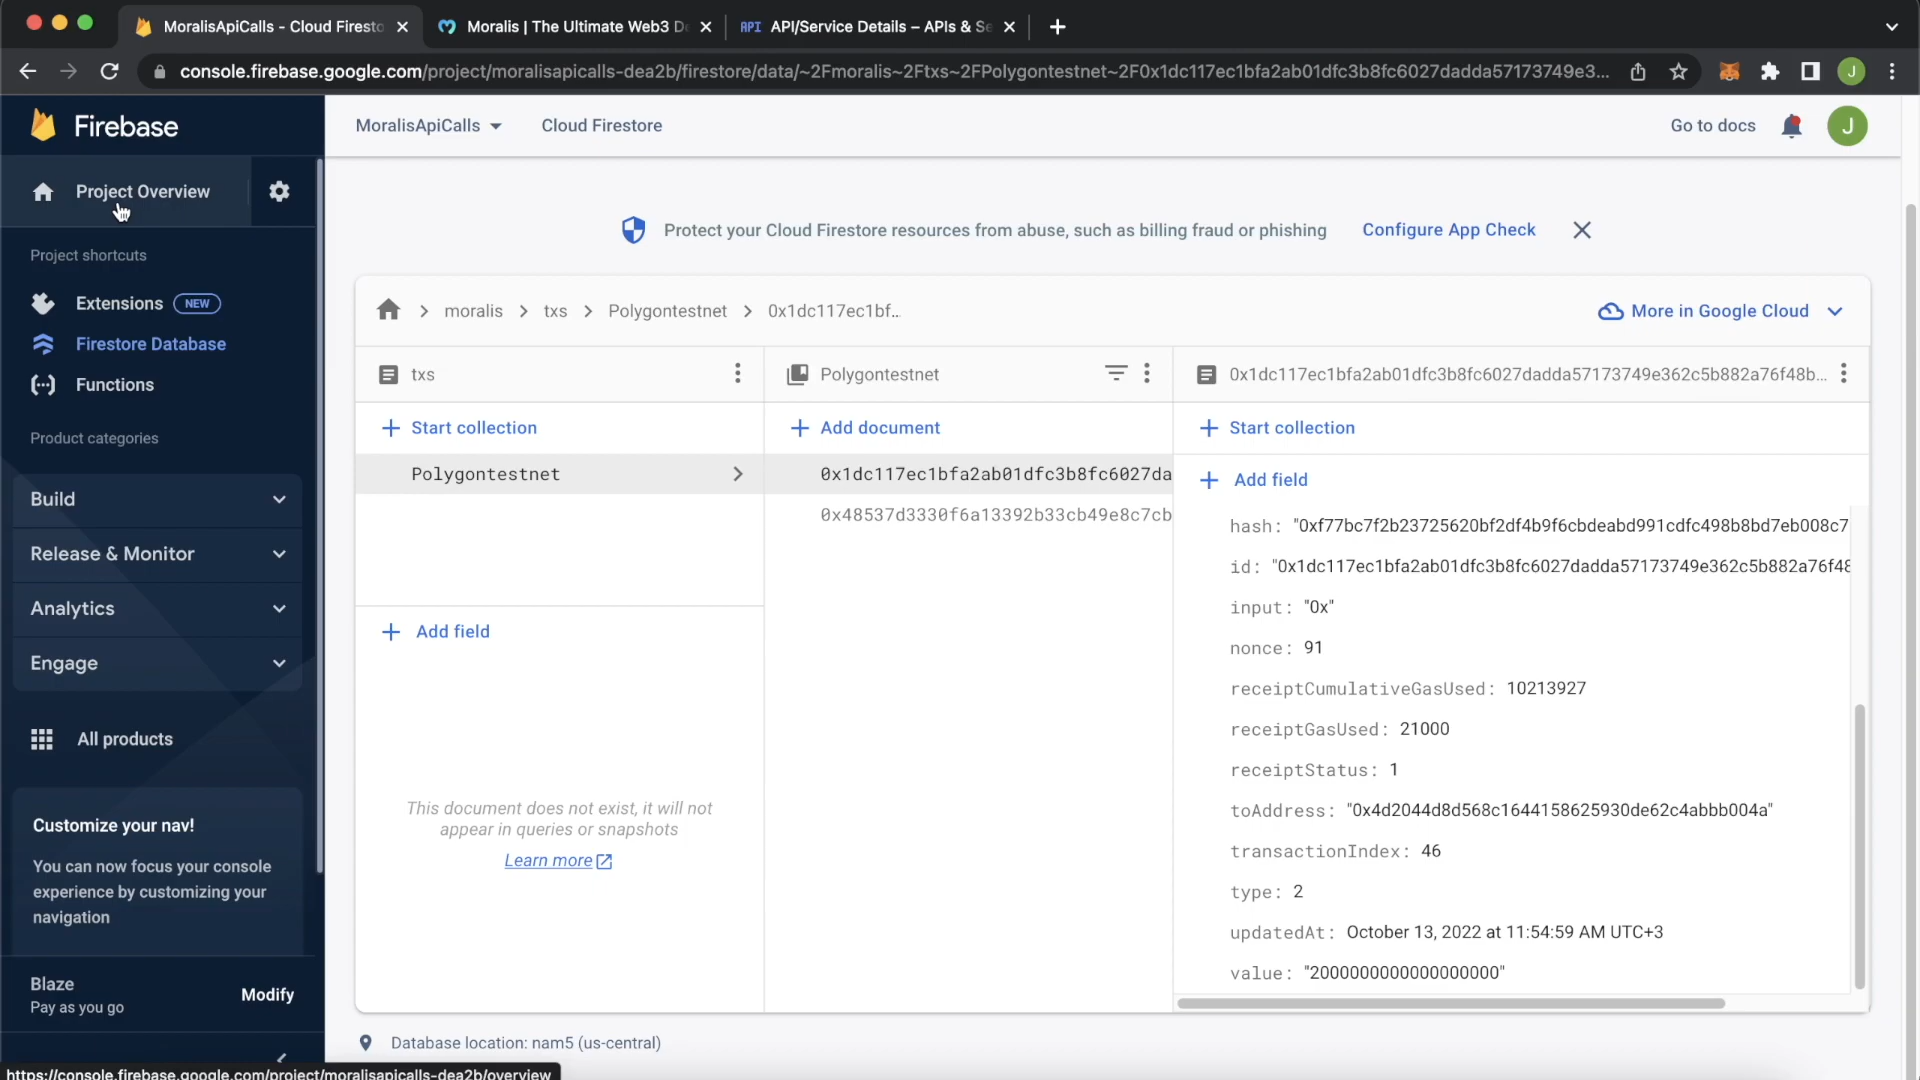 MoralisApiCalls - Cloud Firesto
Moralis | The Ultimate Web3 De
API
API/Service Details – APIs & Se
console.firebase.google.com/project/moralisapicalls-dea2b/firestore/data/~2Fmoralis~2Ftxs~2FPolygontestnet~2F0x1dc117ec1bfa2ab01dfc3b8fc6027dadda57173749e3...
J
Firebase
MoralisApiCalls
Cloud Firestore
Go to docs
J
Project Overview
Protect your Cloud Firestore resources from abuse, such as billing fraud or phishing
Configure App Check
Project shortcuts
Extensions
NEW
Firestore Database
Functions
Product categories
Build
Release & Monitor
Analytics
Engage
All products
Customize your nav!
You can now focus your console
experience by customizing your
navigation
Blaze
Pay as you go
Modify
moralis
txs
Polygontestnet
0x1dc117ec1bf...
More in Google Cloud
txs
Start collection
Polygontestnet
Add field
This document does not exist, it will not
appear in queries or snapshots
Learn more
Polygontestnet
Add document
0x1dc117ec1bfa2ab01dfc3b8fc6027da
0x48537d3330f6a13392b33cb49e8c7cb
0x1dc117ec1bfa2ab01dfc3b8fc6027dadda57173749e362c5b882a76f48b...
Start collection
Add field
hash: "0xf77bc7f2b23725620bf2df4b9f6cbdeabd991cdfc498b8bd7eb008c7
id: "0x1dc117ec1bfa2ab01dfc3b8fc6027dadda57173749e362c5b882a76f48
input: "0x"
nonce: 91
receiptCumulativeGasUsed: 10213927
receiptGasUsed: 21000
receiptStatus: 1
toAddress: "0x4d2044d8d568c1644158625930de62c4abbb004a"
transactionIndex: 46
type: 2
updatedAt: October 13, 2022 at 11:54:59 AM UTC+3
value: "2000000000000000000"
Database location: nam5 (us-central)
https://console.firebase.google.com/project/moralisapicalls-dea2b/overview